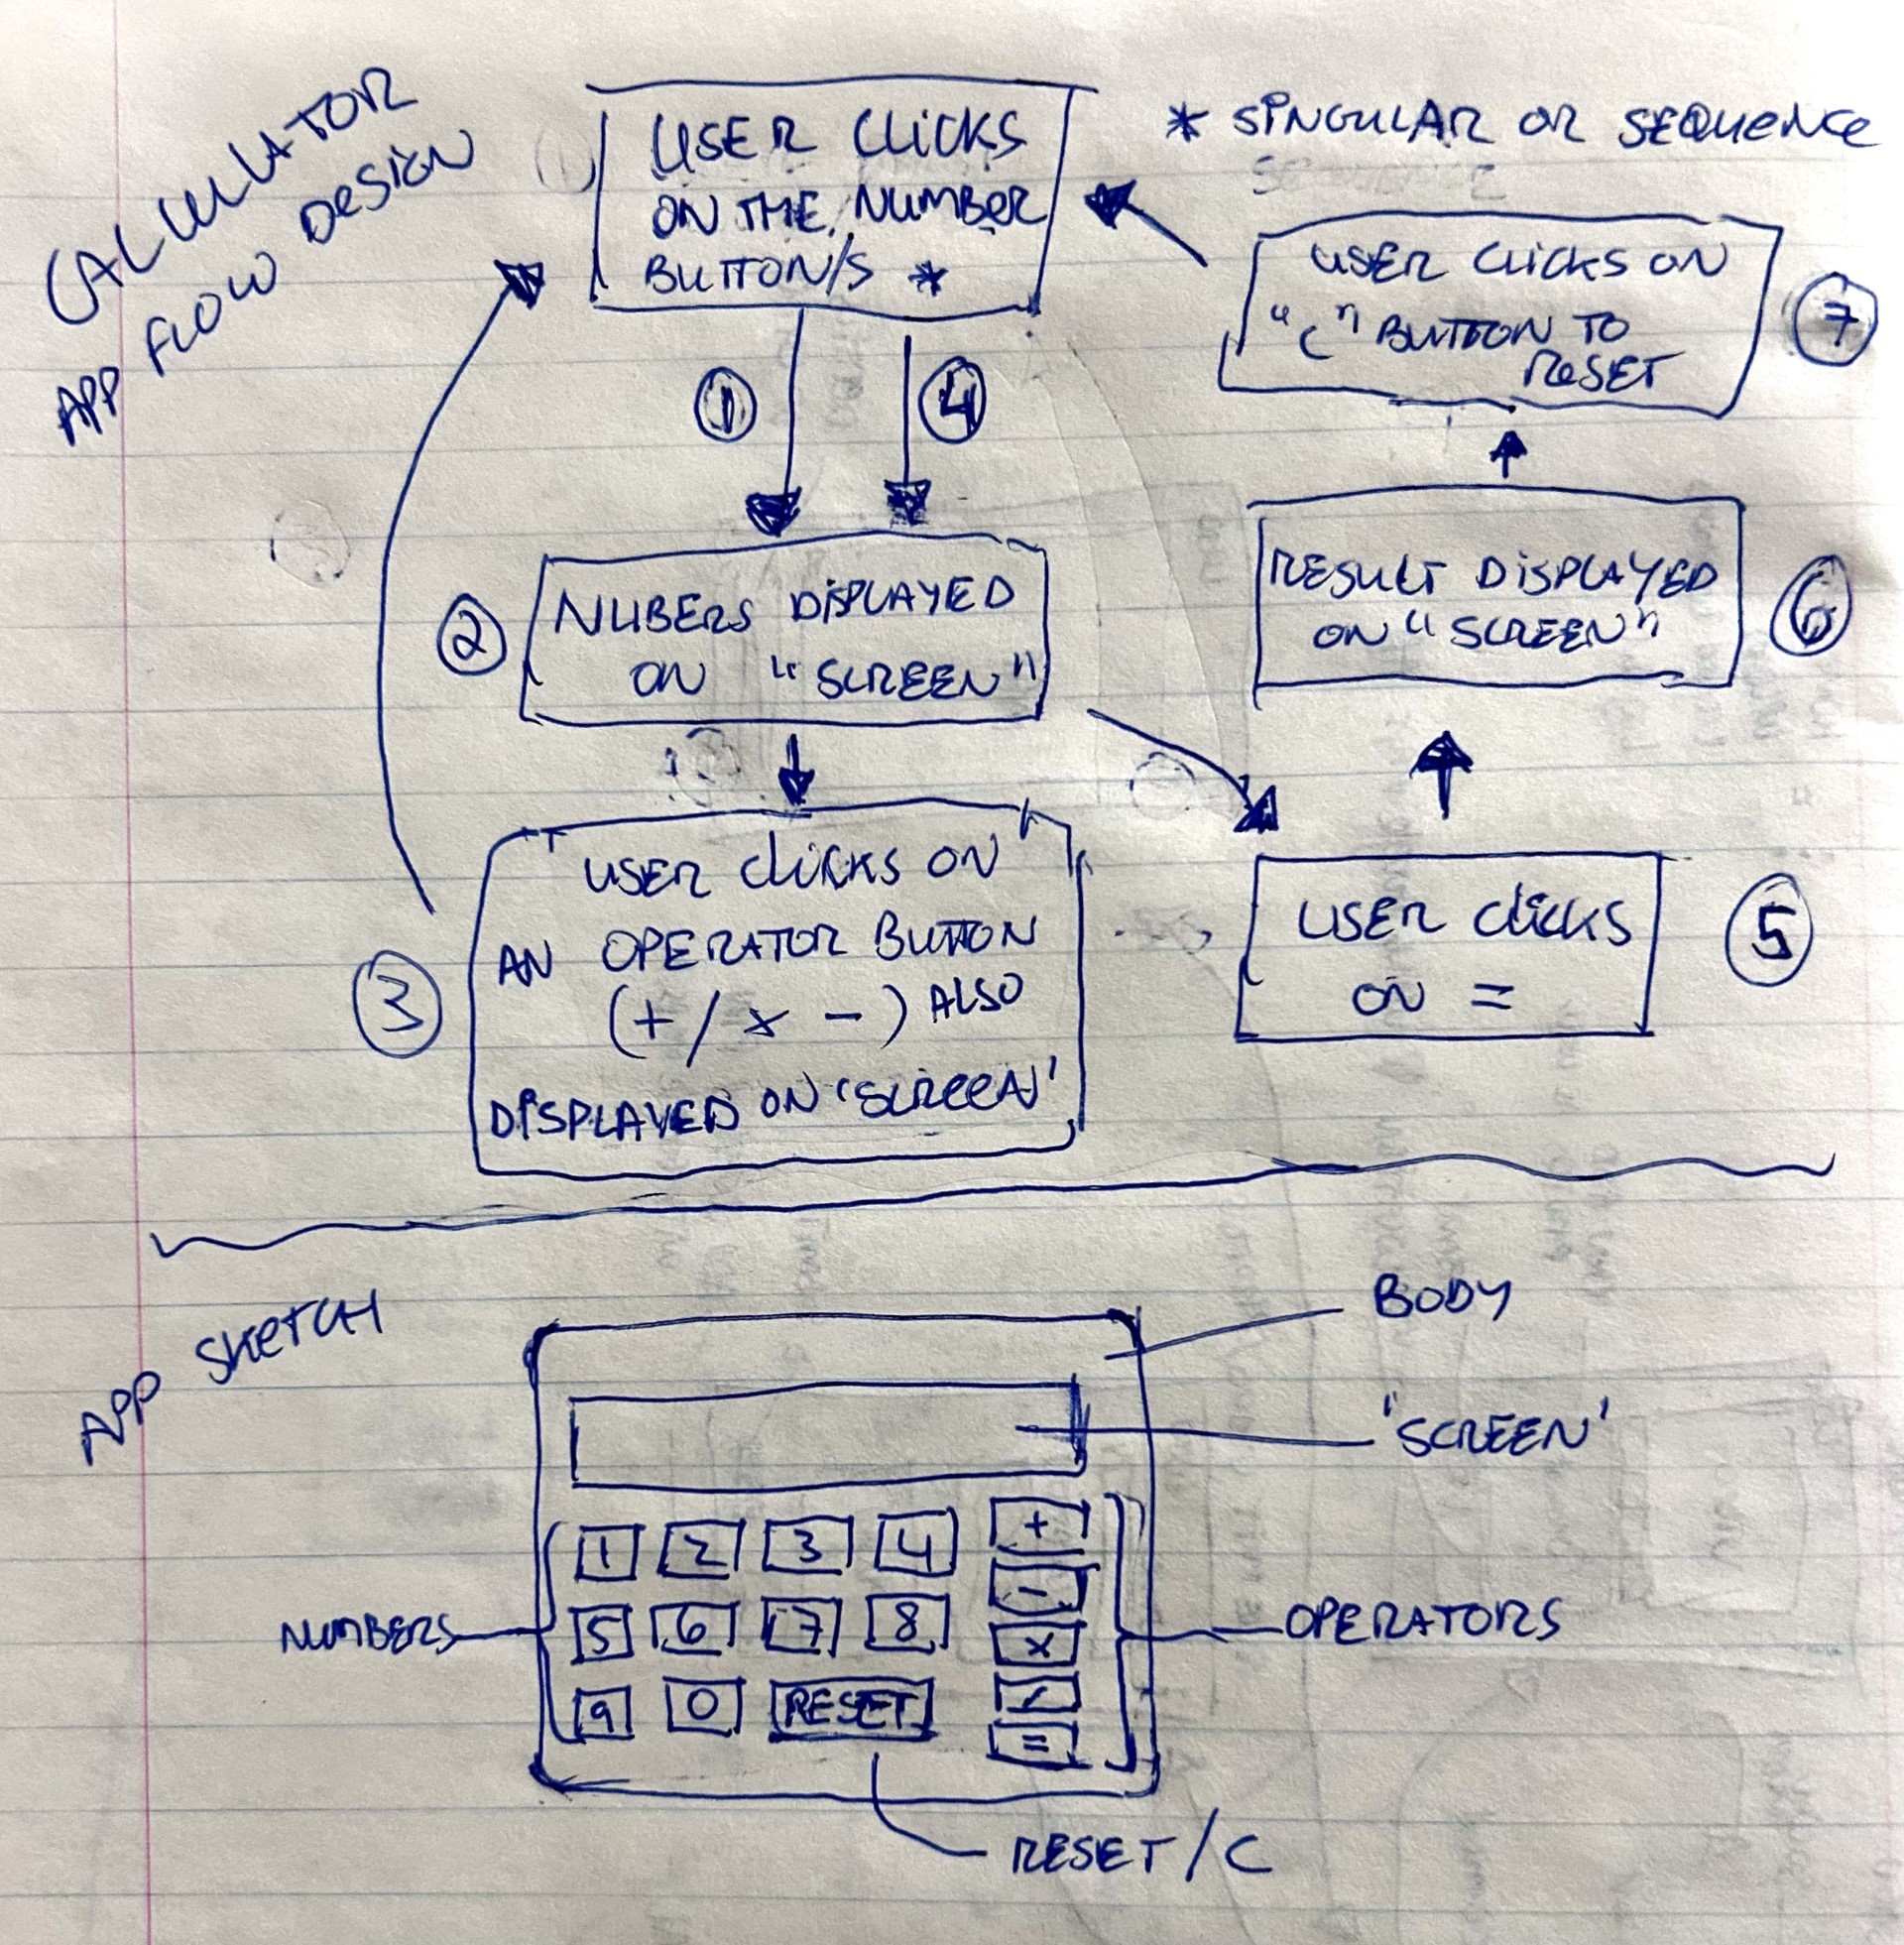 CALCULATOR
APP FLOW DESIGN
USER CLICKS
ON THE NUMBER
BUTTON/S *
* SINGULAR OR SEQUENCE
USER CLICKS ON
"C" BUTTON TO
RESET
7
1
4
2
NUBERS DISPLAYED
ON "SCREEN"
RESULT DISPLAYED
ON "SCREEN"
6
3
USER CLICKS ON
AN OPERATOR BUTTON
(+ / x -) ALSO
DISPLAYED ON 'SCREEN'
USER CLICKS
ON =
5
APP SKETCH
BODY
'SCREEN'
1 2 3 4 +
-
5 6 7 8 x
/
9 0 RESET =
NUMBERS
OPERATORS
RESET / C